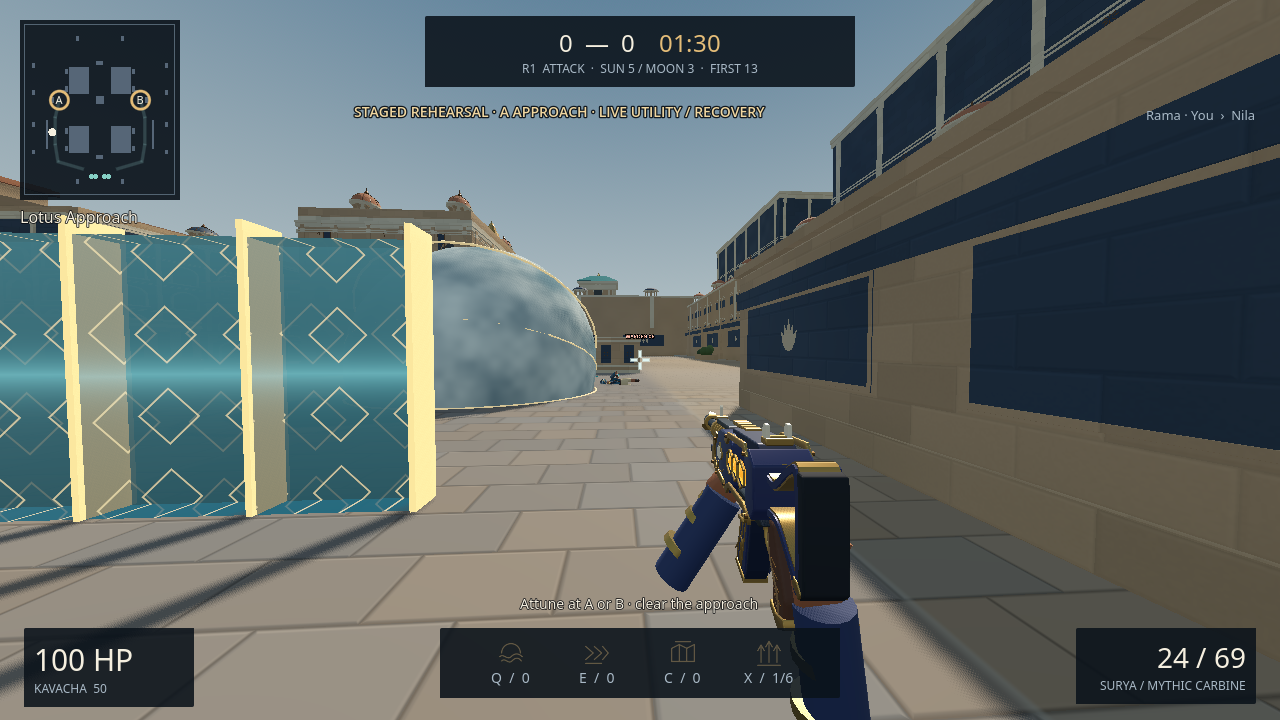 A
B
Lotus Approach
0 — 0 01:30
R1 ATTACK · SUN 5 / MOON 3 · FIRST 13
STAGED REHEARSAL · A APPROACH · LIVE UTILITY / RECOVERY
Rama · You › Nila
Attune at A or B · clear the approach
100 HP
KAVACHA 50
Q / 0
E / 0
C / 0
X / 1/6
24 / 69
SURYA / MYTHIC CARBINE